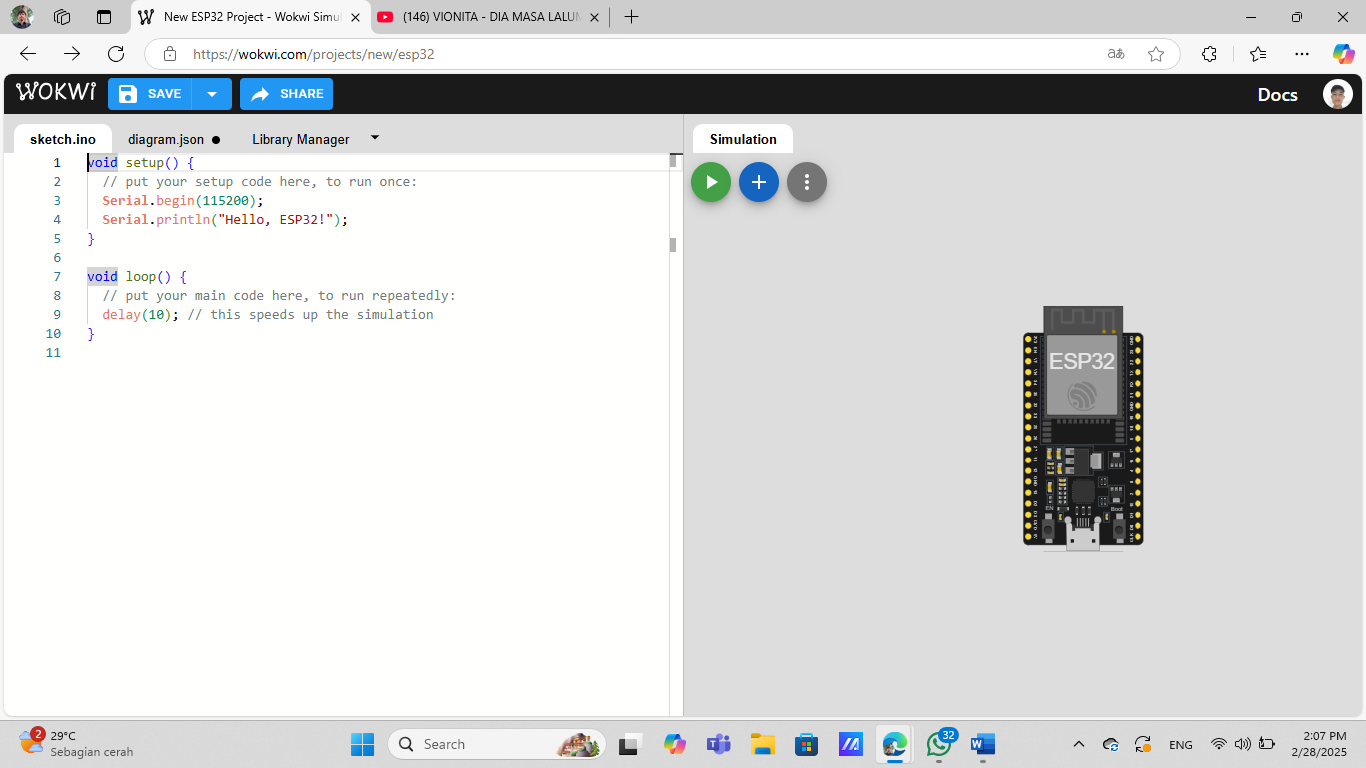 New ESP32 Project - Wokwi Simul
(146) VIONITA - DIA MASA LALUN
https://wokwi.com/projects/new/esp32
WOKWi
SAVE
SHARE
Docs
sketch.ino
diagram.json
Library Manager
Simulation
1 void setup() {
2 // put your setup code here, to run once:
3 Serial.begin(115200);
4 Serial.println("Hello, ESP32!");
5 }
6
7 void loop() {
8 // put your main code here, to run repeatedly:
9 delay(10); // this speeds up the simulation
10 }
11
ESP32
EN
Boot
2
29°C
Sebagian cerah
Search
32
ENG
2:07 PM
2/28/2025